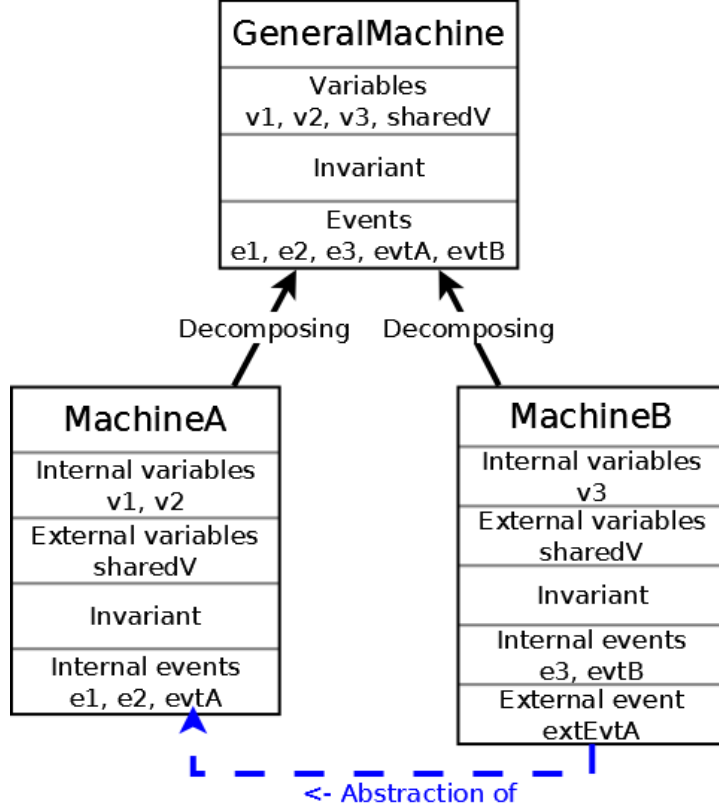 GeneralMachine
Variables
v1, v2, v3, sharedV
Invariant
Events
e1, e2, e3, evtA, evtB
Decomposing
Decomposing
MachineA
Internal variables
v1, v2
External variables
sharedV
Invariant
Internal events
e1, e2, evtA
MachineB
Internal variables
v3
External variables
sharedV
Invariant
Internal events
e3, evtB
External event
extEvtA
<- Abstraction of